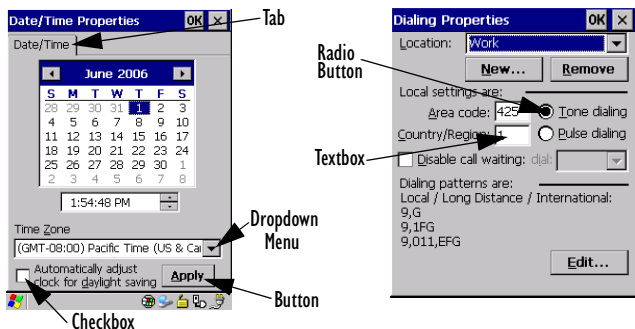 Date/Time Properties OK ×
Tab
Date/Time
June 2006
S M T W T F S
28 29 30 31 1 2 3
4 5 6 7 8 9 10
11 12 13 14 15 16 17
18 19 20 21 22 23 24
25 26 27 28 29 30 1
2 3 4 5 6 7 8
1:54:48 PM
Time Zone
(GMT-08:00) Pacific Time (US & Ca
Dropdown
Menu
Automatically adjust
clock for daylight saving
Apply
Button
Checkbox
Dialing Properties OK ×
Location: Work
Radio
Button
New... Remove
Local settings are:
Area code: 425 Tone dialing
Country/Region: 1 Pulse dialing
Textbox
Disable call waiting: dial:
Dialing patterns are:
Local / Long Distance / International:
9,G
9,1FG
9,011,EFG
Edit...